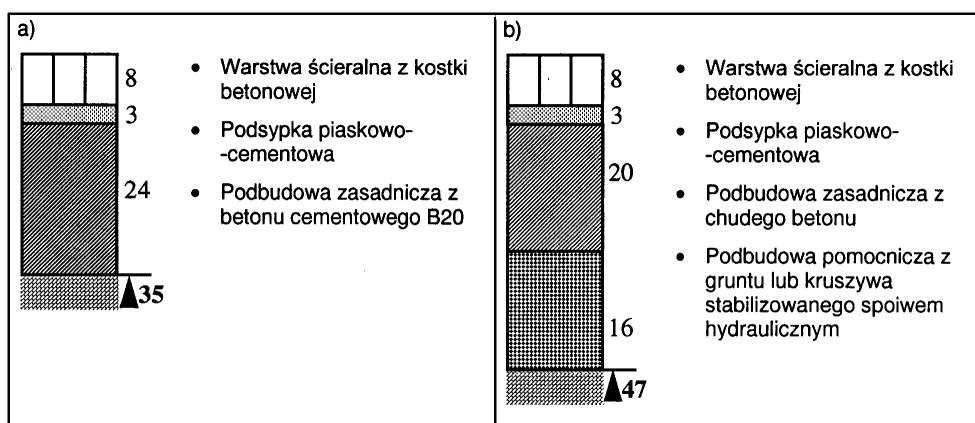 a)
8
3
24
35
• Warstwa ścieralna z kostki
betonowej
• Podsypka piaskowo-
-cementowa
• Podbudowa zasadnicza z
betonu cementowego B20
b)
8
3
20
16
47
• Warstwa ścieralna z kostki
betonowej
• Podsypka piaskowo-
-cementowa
• Podbudowa zasadnicza z
chudego betonu
• Podbudowa pomocnicza z
gruntu lub kruszywa
stabilizowanego spoiwem
hydraulicznym